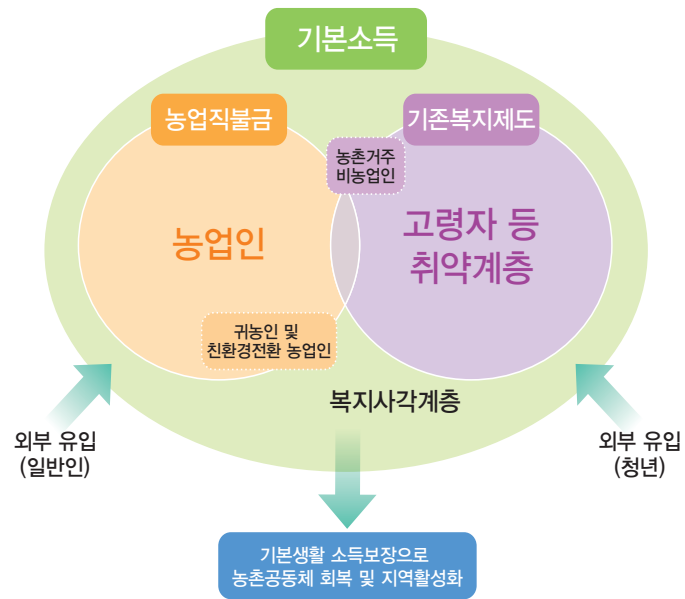 기본소득
농업직불금
기존복지제도
농촌거주
비농업인
농업인
고령자 등
취약계층
귀농인 및
친환경전환 농업인
복지사각계층
외부 유입
(일반인)
외부 유입
(청년)
기본생활 소득보장으로
농촌공동체 회복 및 지역활성화